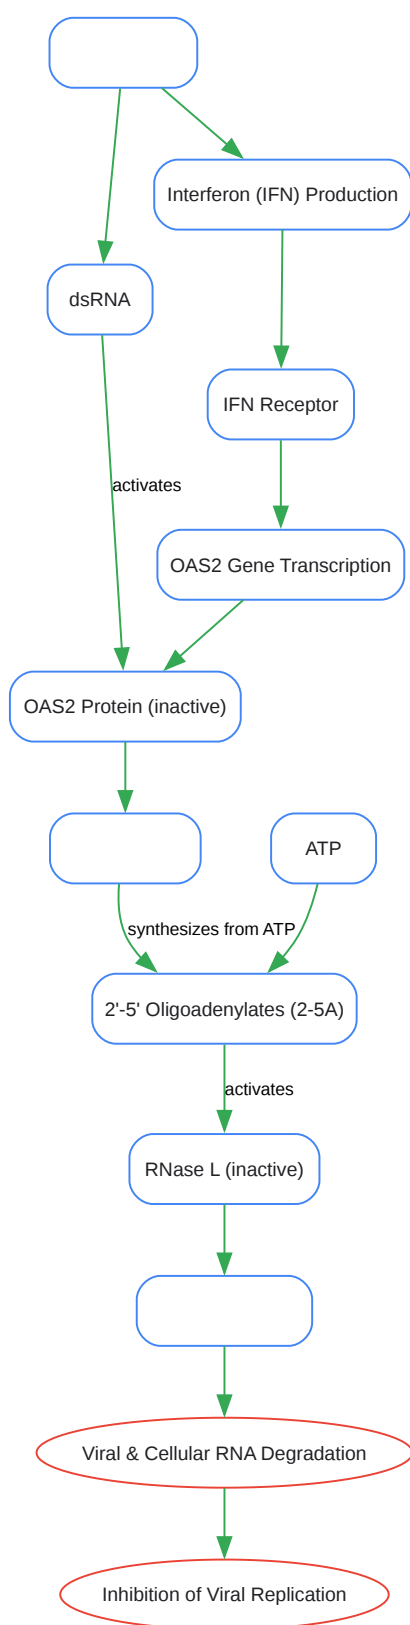 Interferon (IFN) Production
dsRNA
IFN Receptor
activates
OAS2 Gene Transcription
OAS2 Protein (inactive)
ATP
synthesizes from ATP
2'-5' Oligoadenylates (2-5A)
activates
RNase L (inactive)
Viral & Cellular RNA Degradation
Inhibition of Viral Replication